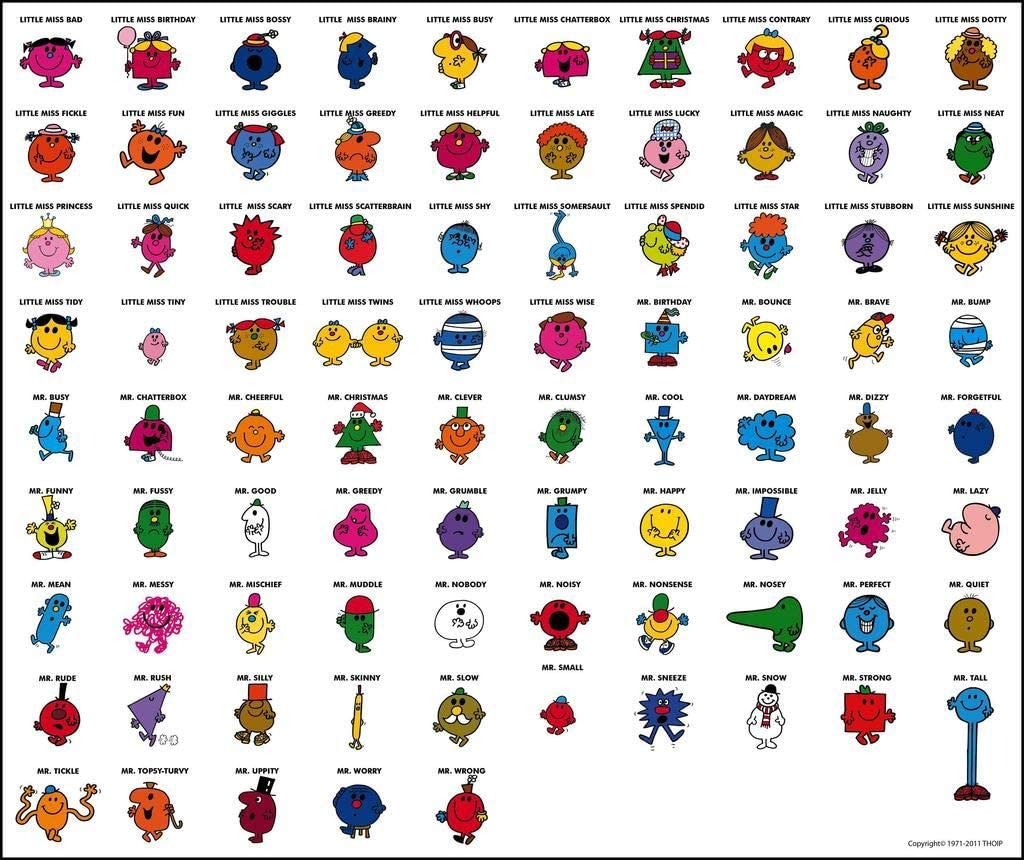 LITTLE MISS BAD
LITTLE MISS BIRTHDAY
LITTLE MISS BOSSY
LITTLE MISS BRAINY
LITTLE MISS BUSY
LITTLE MISS CHATTERBOX
LITTLE MISS CHRISTMAS
LITTLE MISS CONTRARY
LITTLE MISS CURIOUS
LITTLE MISS DOTTY
LITTLE MISS FICKLE
LITTLE MISS FUN
LITTLE MISS GIGGLES
LITTLE MISS GREEDY
LITTLE MISS HELPFUL
LITTLE MISS LATE
LITTLE MISS LUCKY
LITTLE MISS MAGIC
LITTLE MISS NAUGHTY
LITTLE MISS NEAT
LITTLE MISS PRINCESS
LITTLE MISS QUICK
LITTLE MISS SCARY
LITTLE MISS SCATTERBRAIN
LITTLE MISS SHY
LITTLE MISS SOMERSAULT
LITTLE MISS SPENDID
LITTLE MISS STAR
LITTLE MISS STUBBORN
LITTLE MISS SUNSHINE
LITTLE MISS TIDY
LITTLE MISS TINY
LITTLE MISS TROUBLE
LITTLE MISS TWINS
LITTLE MISS WHOOPS
LITTLE MISS WISE
MR. BIRTHDAY
MR. BOUNCE
MR. BRAVE
MR. BUMP
MR. BUSY
MR. CHATTERBOX
MR. CHEERFUL
MR. CHRISTMAS
MR. CLEVER
MR. CLUMSY
MR. COOL
MR. DAYDREAM
MR. DIZZY
MR. FORGETFUL
MR. FUNNY
MR. FUSSY
MR. GOOD
MR. GREEDY
MR. GRUMBLE
MR. GRUMPY
MR. HAPPY
MR. IMPOSSIBLE
MR. JELLY
MR. LAZY
MR. MEAN
MR. MESSY
MR. MISCHIEF
MR. MUDDLE
MR. NOBODY
MR. NOISY
MR. NONSENSE
MR. NOSEY
MR. PERFECT
MR. QUIET
MR. RUDE
MR. RUSH
MR. SILLY
MR. SKINNY
MR. SLOW
MR. SMALL
MR. SNEEZE
MR. SNOW
MR. STRONG
MR. TALL
MR. TICKLE
MR. TOPSY-TURVY
MR. UPPITY
MR. WORRY
MR. WRONG
Copyright© 1971-2011 THOIP